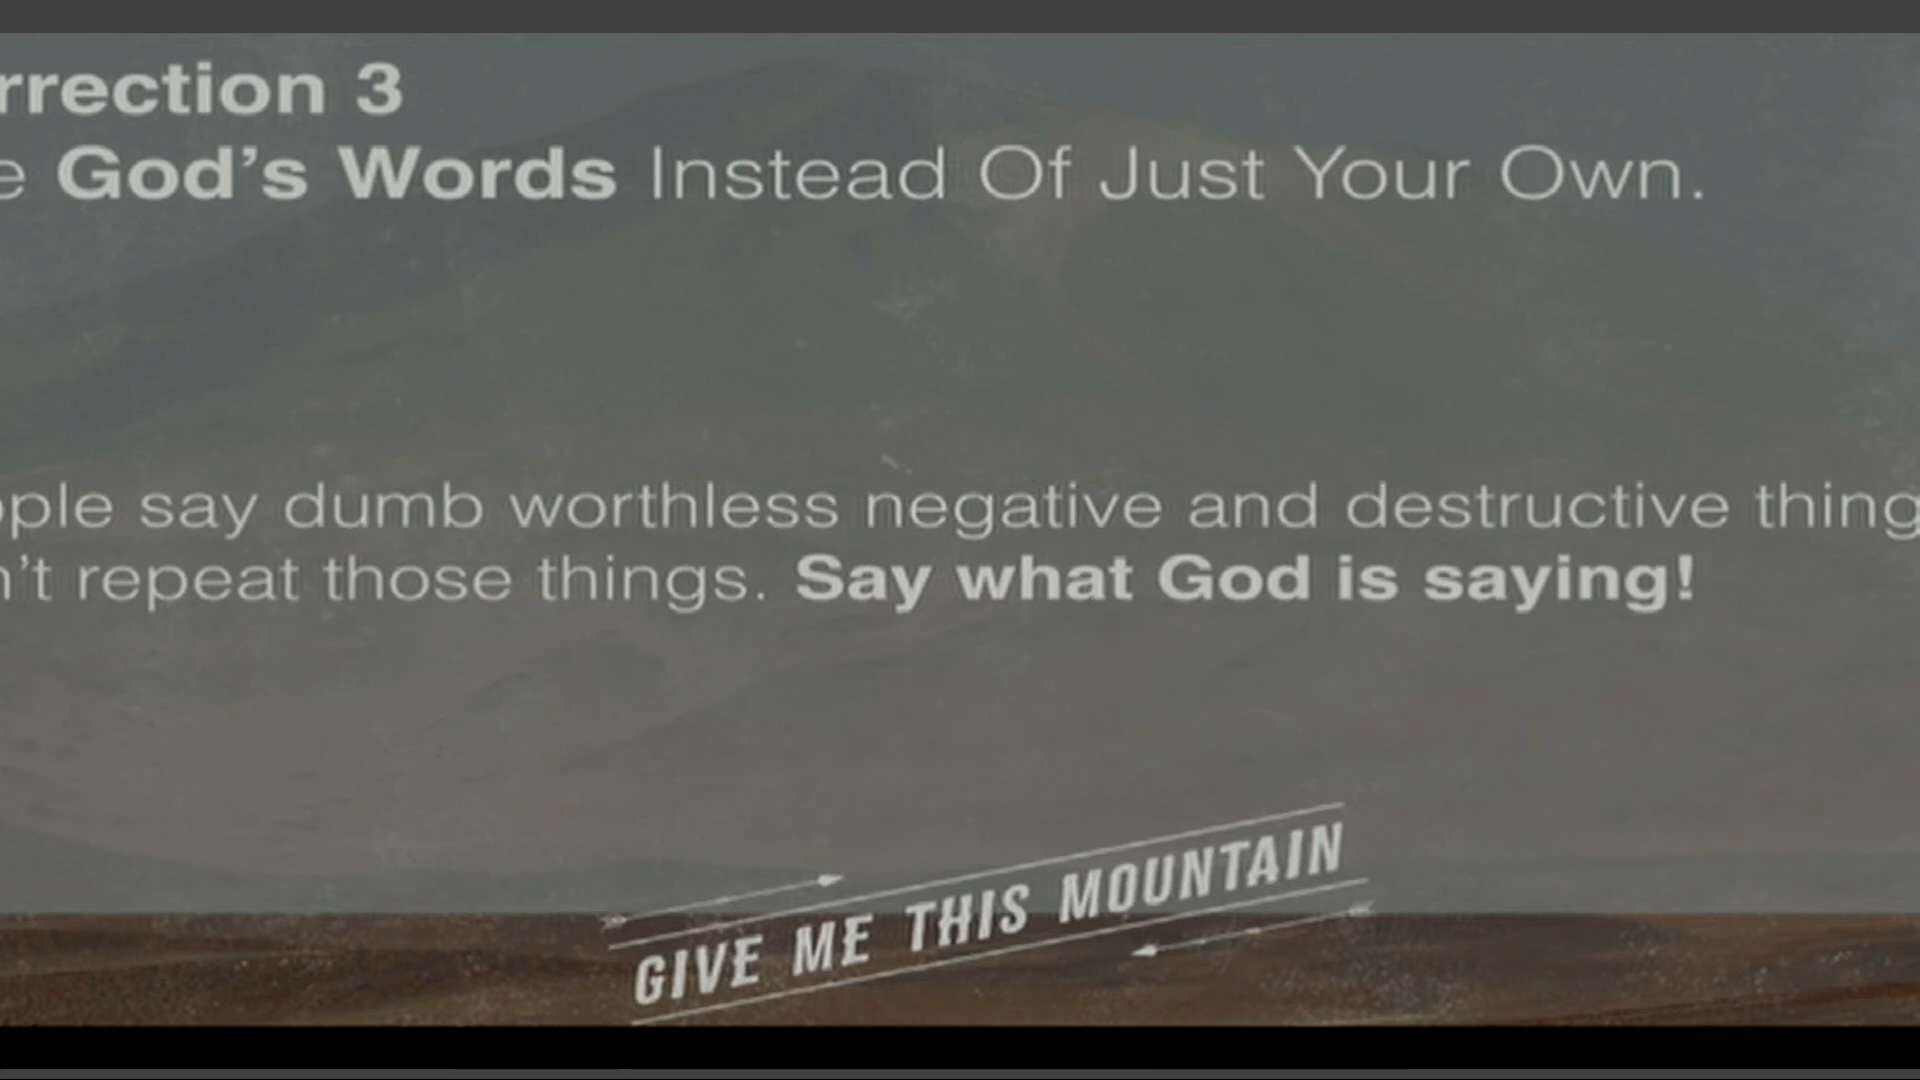 rrection 3
e God’s Words Instead Of Just Your Own.
ople say dumb worthless negative and destructive thing
n’t repeat those things. Say what God is saying!
GIVE ME THIS MOUNTAIN